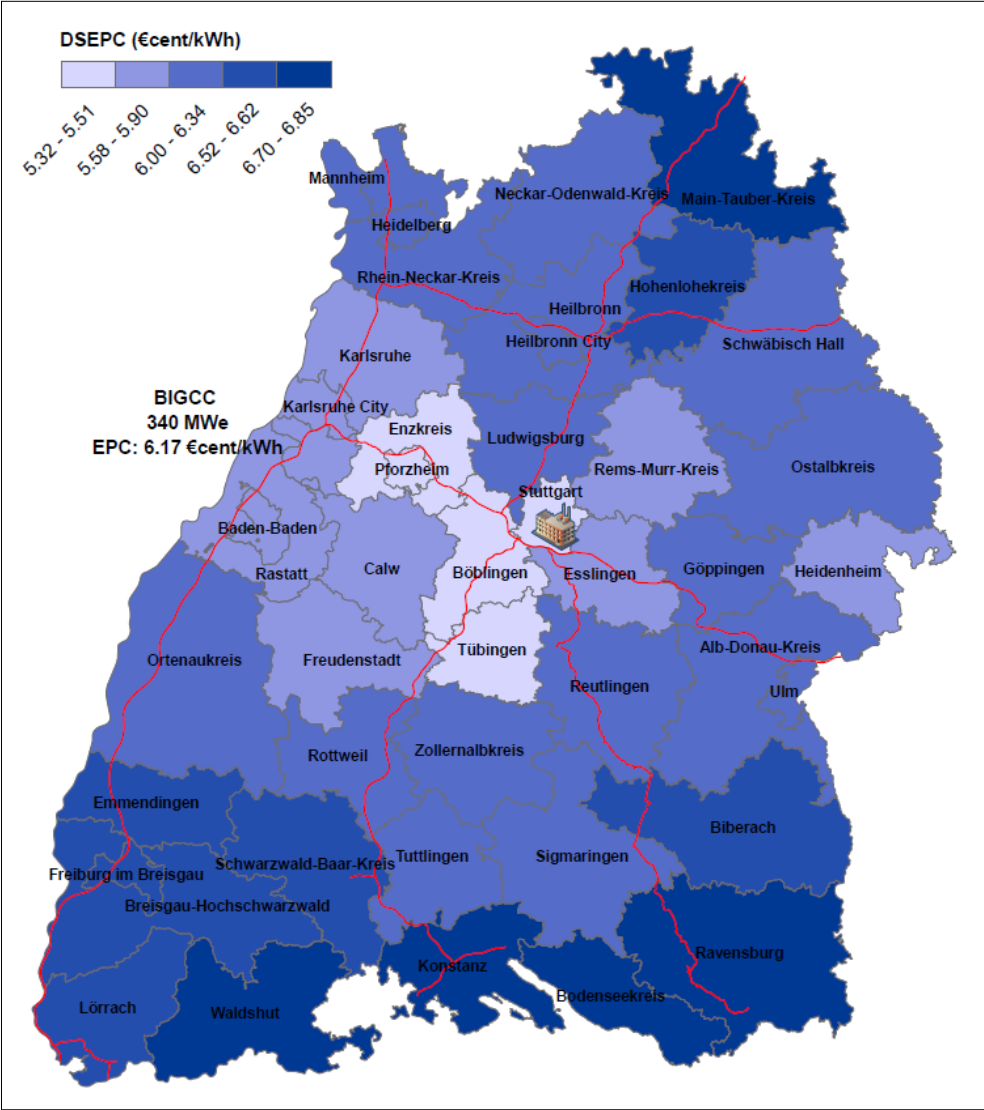 DSEPC (€cent/kWh)
5.32 - 5.51
5.58 - 5.90
6.00 - 6.34
6.52 - 6.62
6.70 - 6.85
Mannheim
Neckar-Odenwald-Kreis
Main-Tauber-Kreis
Heidelberg
Rhein-Neckar-Kreis
Hohenlohekreis
Heilbronn
Heilbronn City
Schwäbisch Hall
Karlsruhe
BIGCC
340 MWe
EPC: 6.17 €cent/kWh
Karlsruhe City
Enzkreis
Ludwigsburg
Pforzheim
Rems-Murr-Kreis
Ostalbkreis
Stuttgart
Baden-Baden
Rastatt
Calw
Böblingen
Esslingen
Göppingen
Heidenheim
Ortenaukreis
Freudenstadt
Tübingen
Alb-Donau-Kreis
Reutlingen
Ulm
Rottweil
Zollernalbkreis
Emmendingen
Biberach
Freiburg im Breisgau
Schwarzwald-Baar-Kreis
Tuttlingen
Sigmaringen
Breisgau-Hochschwarzwald
Ravensburg
Konstanz
Bodenseekreis
Lörrach
Waldshut